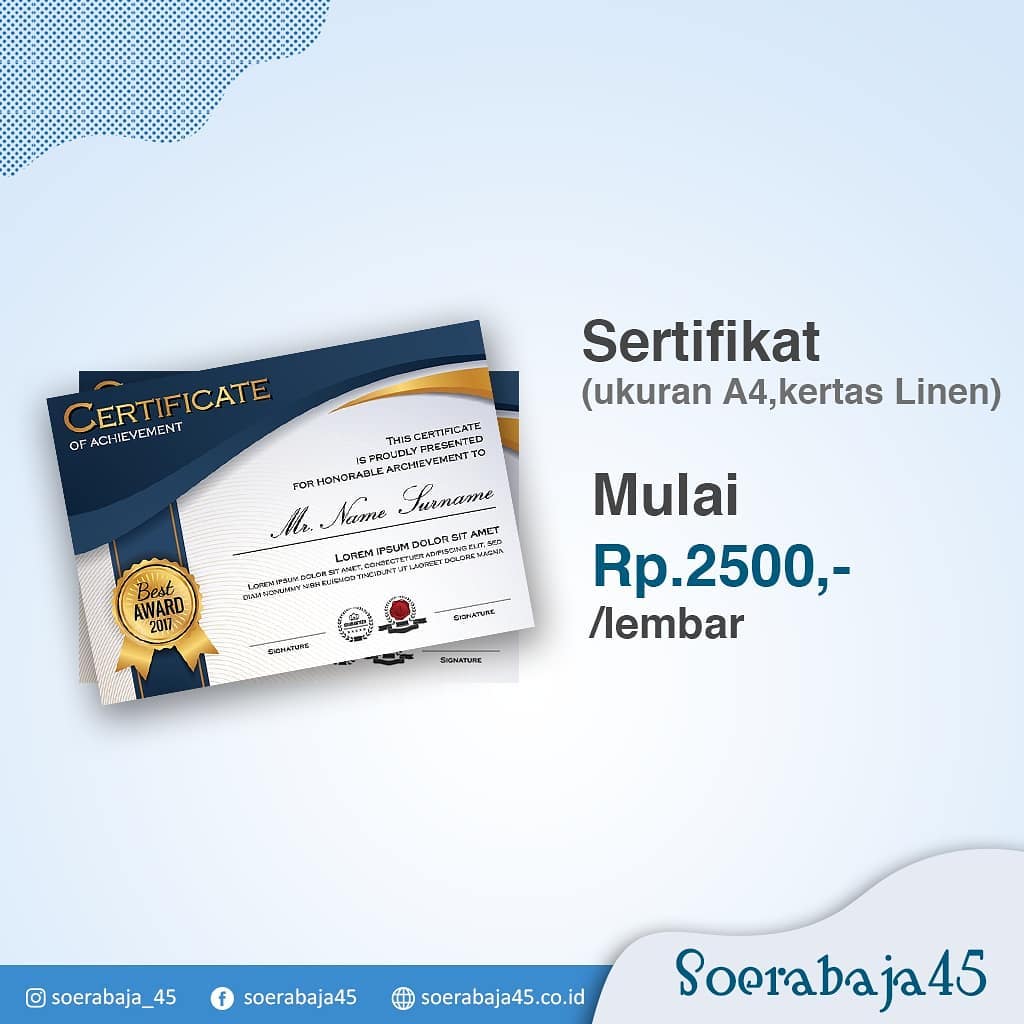 CERTIFICATE
OF ACHIEVEMENT
THIS CERTIFICATE
IS PROUDLY PRESENTED
FOR HONORABLE ARCHIEVEMENT TO
Mr. Name Surname
LOREM IPSUM DOLOR SIT AMET
LOREM IPSUM DOLOR SIT AMET, CONSECTETUER ADIPISCING ELIT, SED
DIAM NONUMMY NIBH EUISMOD TINCIDUNT UT LAOREET DOLORE MAGNA
Best
AWARD
2017
SIGNATURE
SIGNATURE
SIGNATURE
Sertifikat
(ukuran A4,kertas Linen)
Mulai
Rp.2500,-
/lembar
soerabaja_45
soerabaja45
soerabaja45.co.id
Soerabaja45